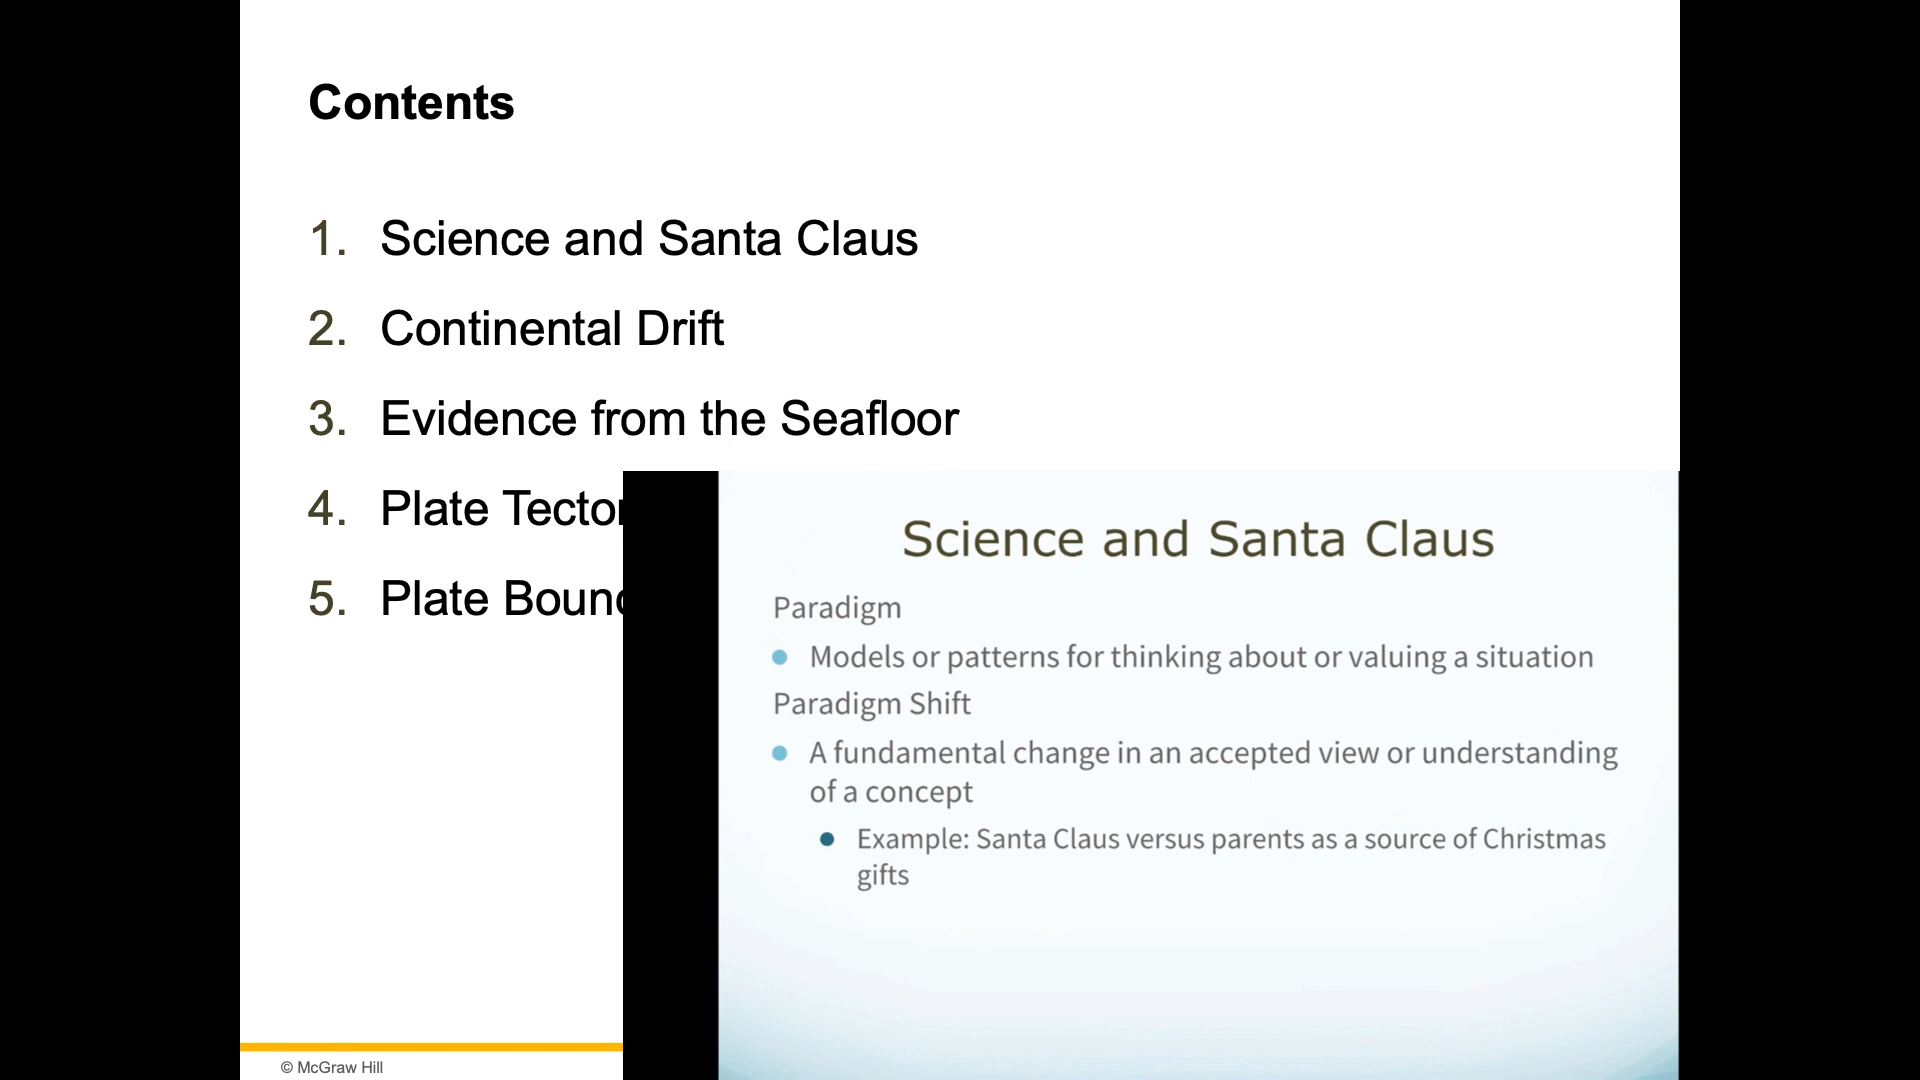 Contents
1. Science and Santa Claus
2. Continental Drift
3. Evidence from the Seafloor
4. Plate
5. Plate
Science and Santa Claus
Paradigm
Models or patterns for thinking about or valuing a situation
Paradigm Shift
A fundamental change in an accepted view or understanding
of a concept
Example: Santa Claus versus parents as a source of Christmas
gifts
© McGraw Hill